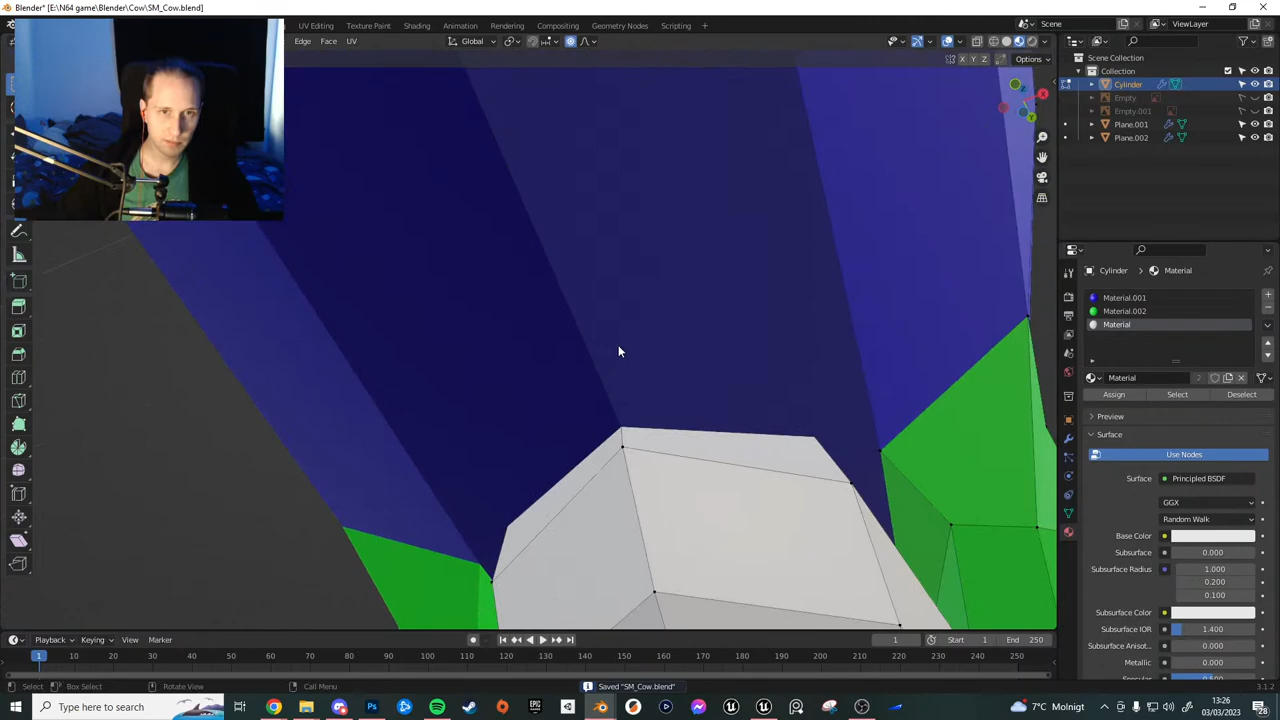 Blender* [E:\N64 game\Blender\Cow\SM_Cow.blend]
UV Editing Texture Paint Shading Animation Rendering Compositing Geometry Nodes Scripting +
Scene ViewLayer
Edge Face UV Global
X Y Z Options
Scene Collection
Collection
Cylinder
Empty
Empty.001
Plane.001
Plane.002
Z X Y
Cylinder > Material
Material.001
Material.002
Material
Material 2
Assign Select Deselect
Preview
Surface
Use Nodes
Surface Principled BSDF
GGX
Random Walk
Base Color
Subsurface 0.000
Subsurface Radius 1.000
0.200
0.100
Subsurface Color
Subsurface IOR 1.400
Subsurface Anisot... 0.000
Metallic 0.000
Playback Keying View Marker
1 Start 1 End 250
1 10 20 30 40 50 60 70 80 90 100 110 120 130 140 150 160 170 180 190 200 210 220 230 240 250
Select Box Select Rotate View Call Menu Saved "SM_Cow.blend" 3.1.2
Type here to search
7°C Molnigt
13:26
03/03/2023
28